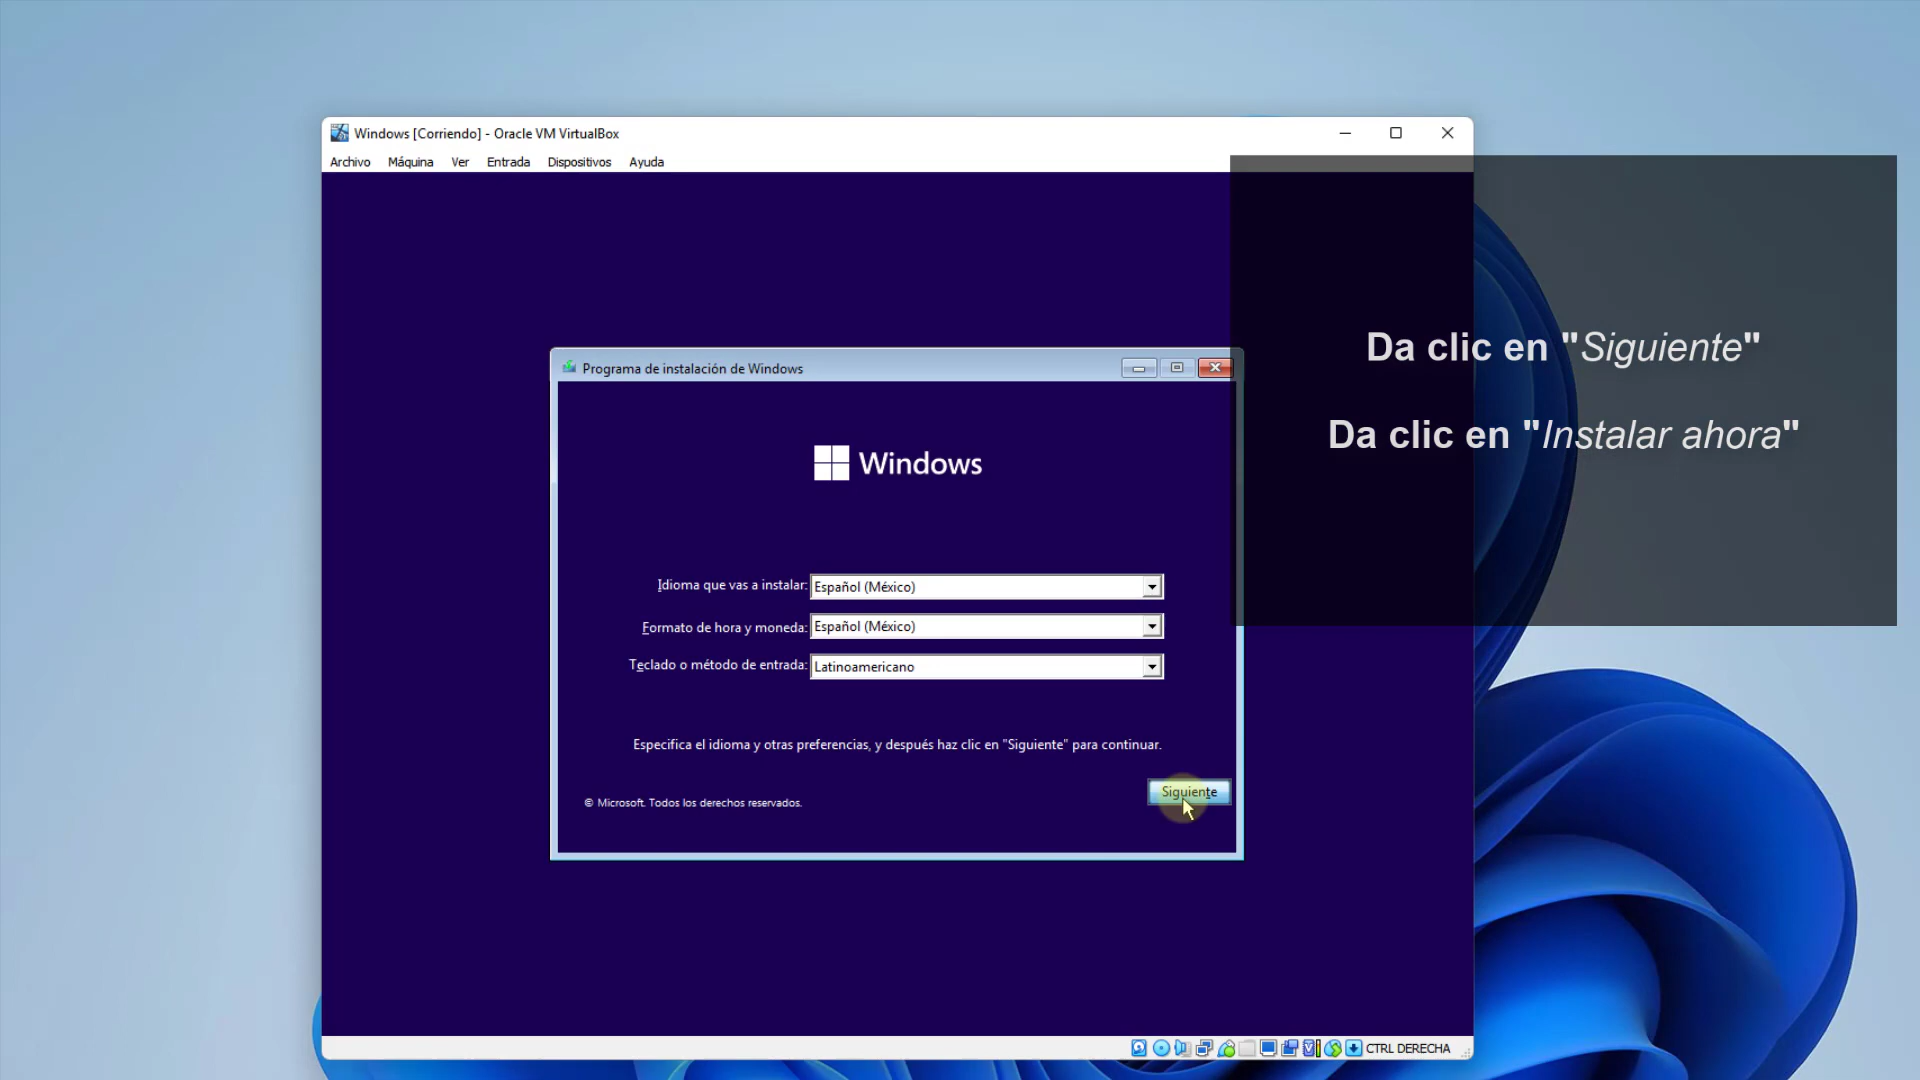 Windows [Corriendo] - Oracle VM VirtualBox
Archivo Máquina Ver Entrada Dispositivos Ayuda
Da clic en "Siguiente"
Da clic en "Instalar ahora"
Programa de instalación de Windows
Windows
Idioma que vas a instalar: Español (México)
Formato de hora y moneda: Español (México)
Teclado o método de entrada: Latinoamericano
Especifica el idioma y otras preferencias, y después haz clic en "Siguiente" para continuar.
Siguiente
© Microsoft. Todos los derechos reservados.
CTRL DERECHA